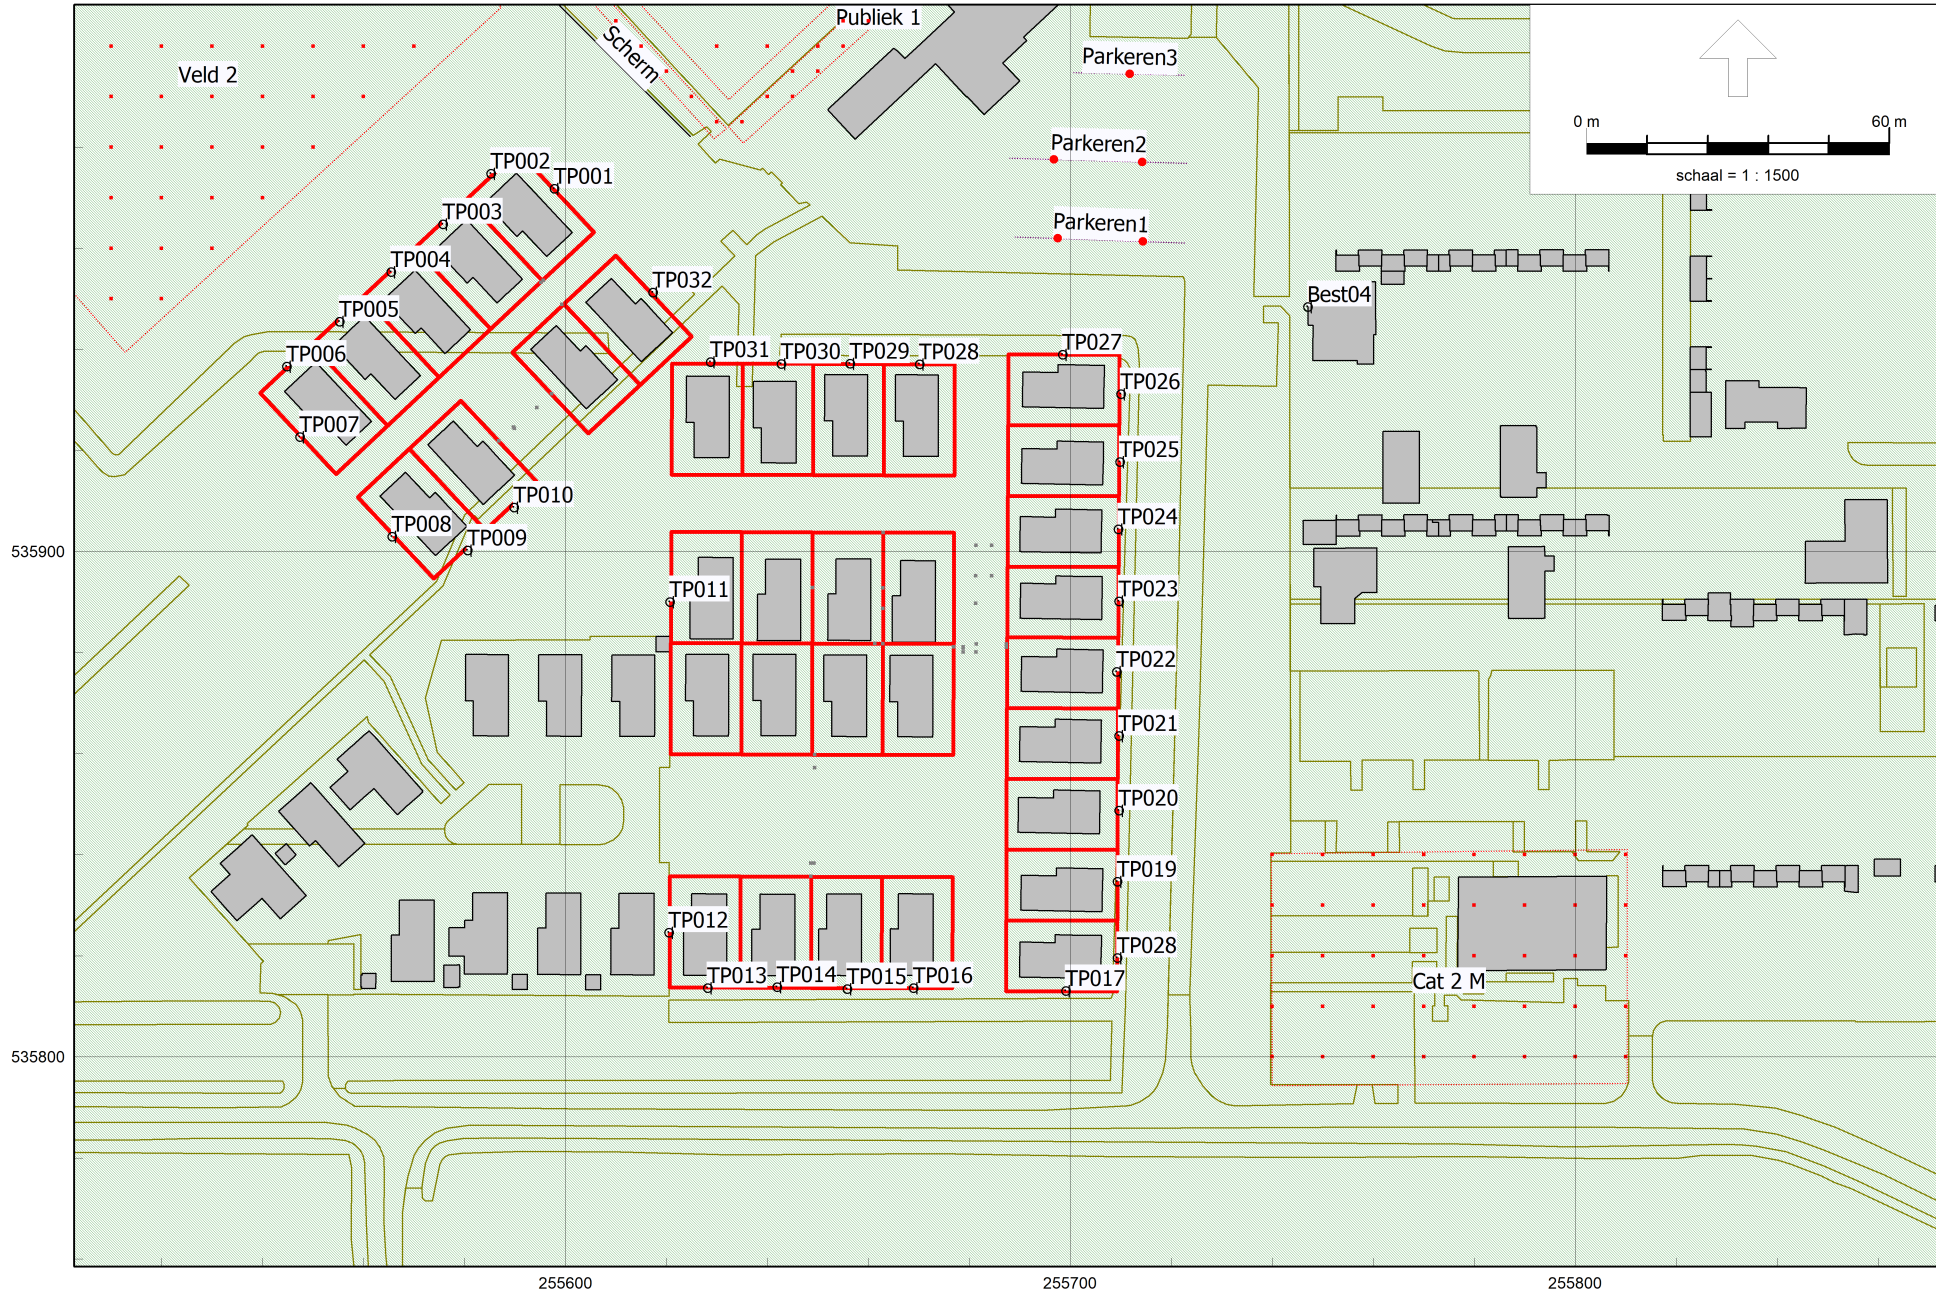 Publiek 1
Scherm
Veld 2
Parkeren3
0 m
60 m
schaal = 1 : 1500
Parkeren2
TP002
TP001
TP003
Parkeren1
TP004
TP032
Best04
TP005
TP031
TP030
TP029
TP028
TP027
TP006
TP026
TP007
TP025
TP010
TP008
TP009
TP024
535900
TP011
TP023
TP022
TP021
TP020
TP019
TP012
TP028
TP013
TP014
TP015
TP016
TP017
Cat 2 M
535800
255600
255700
255800